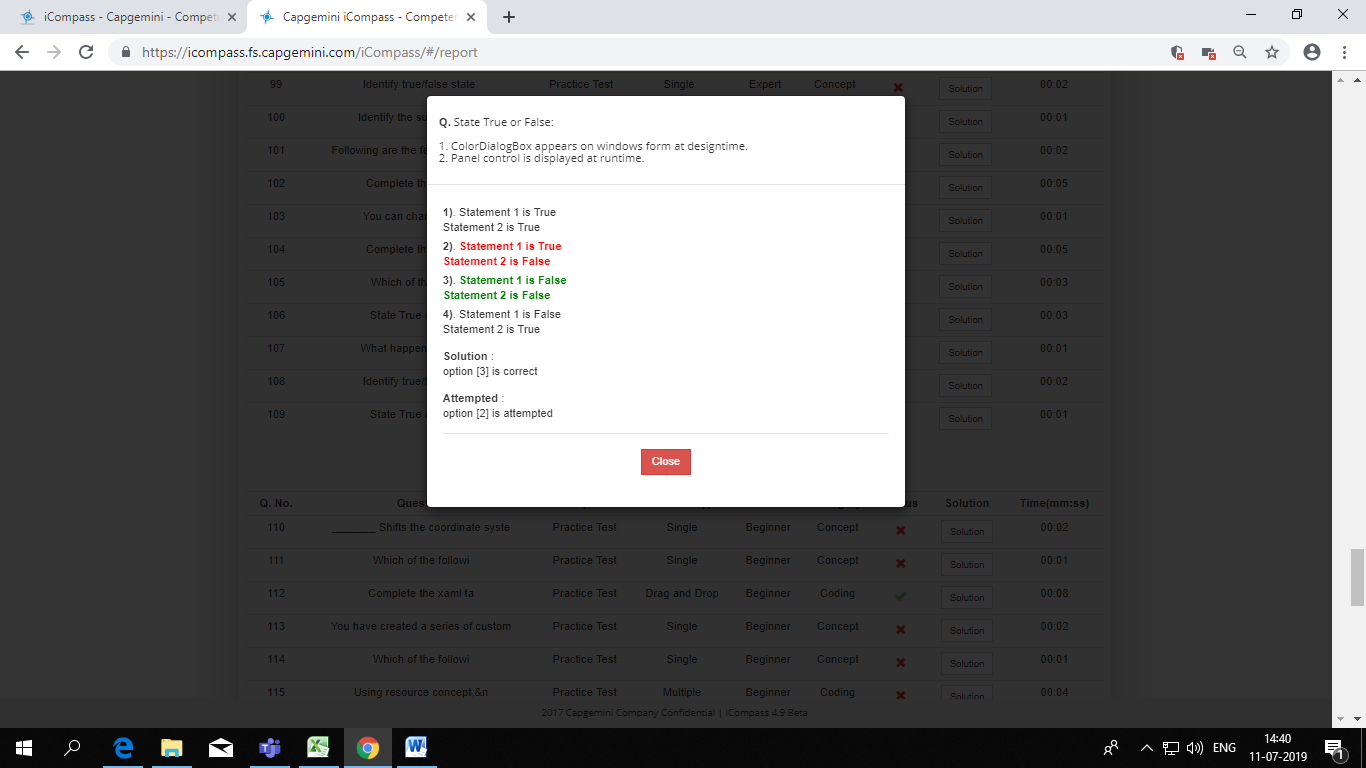 iCompass - Capgemini - Compet
Capgemini iCompass - Competen
https://icompass.fs.capgemini.com/iCompass/#/report
99 Identify true/false state Practice Test Single Expert Concept Solution 00:02
100 Identify the su Solution 00:01
101 Following are the fo Solution 00:02
102 Complete th Solution 00:05
103 You can cha Solution 00:01
104 Complete th Solution 00:05
105 Which of th Solution 00:03
106 State True Solution 00:03
107 What happen Solution 00:01
108 Identify true/f Solution 00:02
109 State True Solution 00:01
Q. State True or False:
1. ColorDialogBox appears on windows form at designtime.
2. Panel control is displayed at runtime.
1). Statement 1 is True
Statement 2 is True
2). Statement 1 is True
Statement 2 is False
3). Statement 1 is False
Statement 2 is False
4). Statement 1 is False
Statement 2 is True
Solution :
option [3] is correct
Attempted :
option [2] is attempted
Close
Q. No. Ques us Solution Time(mm:ss)
110 ________ Shifts the coordinate syste Practice Test Single Beginner Concept Solution 00:02
111 Which of the followi Practice Test Single Beginner Concept Solution 00:01
112 Complete the xaml ta Practice Test Drag and Drop Beginner Coding Solution 00:08
113 You have created a series of custom Practice Test Single Beginner Concept Solution 00:02
114 Which of the followi Practice Test Single Beginner Concept Solution 00:01
115 Using resource concept,&n Practice Test Multiple Beginner Coding Solution 00:04
2017 Capgemini Company Confidential | iCompass 4.9 Beta
ENG
14:40
11-07-2019
1